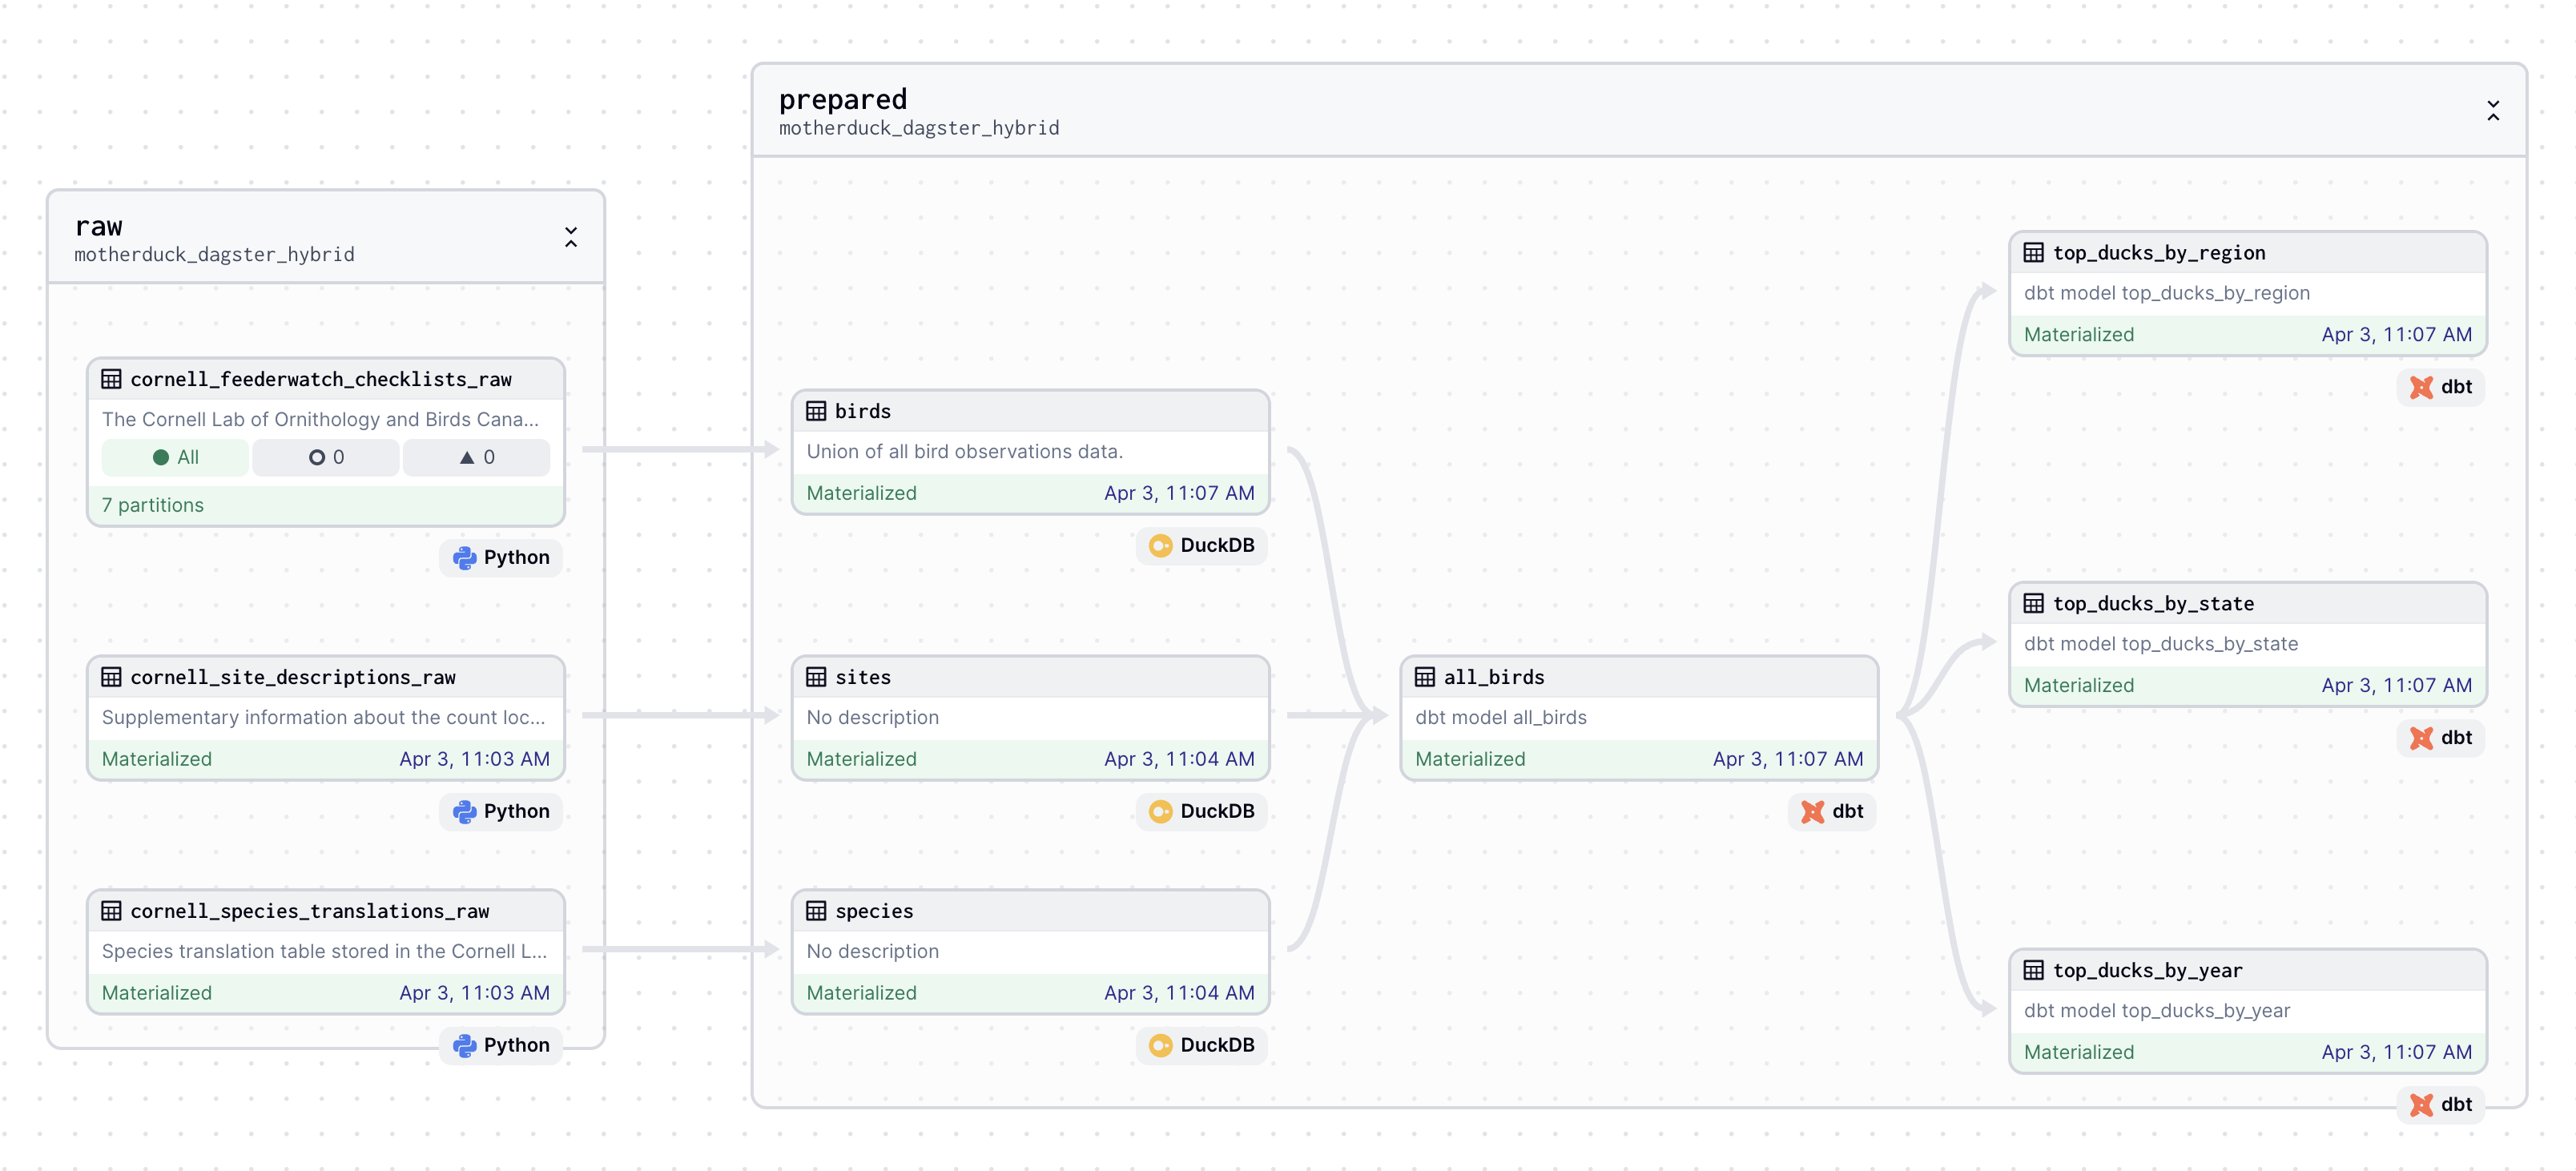 raw
motherduck_dagster_hybrid
cornell_feederwatch_checklists_raw
The Cornell Lab of Ornithology and Birds Cana...
All 0 0
7 partitions
Python
cornell_site_descriptions_raw
Supplementary information about the count loc...
Materialized Apr 3, 11:03 AM
Python
cornell_species_translations_raw
Species translation table stored in the Cornell L...
Materialized Apr 3, 11:03 AM
Python
prepared
motherduck_dagster_hybrid
birds
Union of all bird observations data.
Materialized Apr 3, 11:07 AM
DuckDB
sites
No description
Materialized Apr 3, 11:04 AM
DuckDB
species
No description
Materialized Apr 3, 11:04 AM
DuckDB
all_birds
dbt model all_birds
Materialized Apr 3, 11:07 AM
dbt
top_ducks_by_region
dbt model top_ducks_by_region
Materialized Apr 3, 11:07 AM
dbt
top_ducks_by_state
dbt model top_ducks_by_state
Materialized Apr 3, 11:07 AM
dbt
top_ducks_by_year
dbt model top_ducks_by_year
Materialized Apr 3, 11:07 AM
dbt